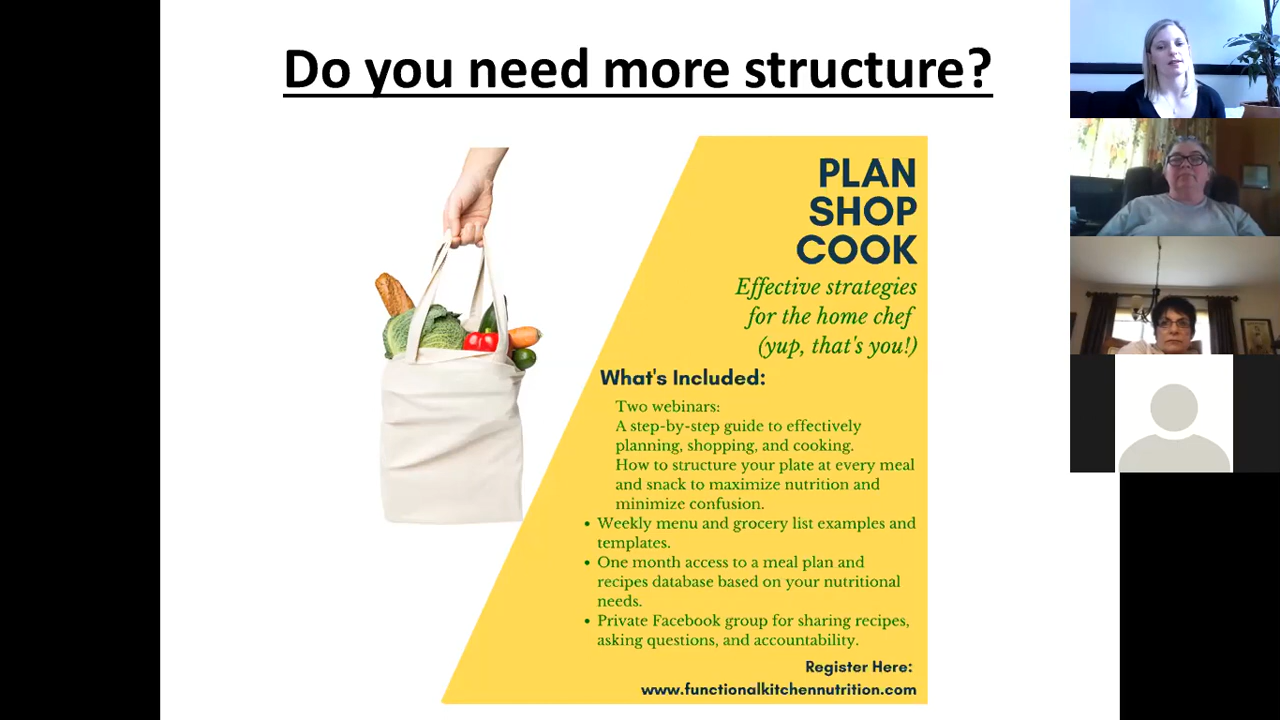 Do you need more structure?
PLAN
SHOP
COOK
Effective strategies
for the home chef
(yup, that's you!)
What's Included:
Two webinars:
A step-by-step guide to effectively
planning, shopping, and cooking.
How to structure your plate at every meal
and snack to maximize nutrition and
minimize confusion.
• Weekly menu and grocery list examples and
templates.
• One month access to a meal plan and
recipes database based on your nutritional
needs.
• Private Facebook group for sharing recipes,
asking questions, and accountability.
Register Here:
www.functionalkitchennutrition.com